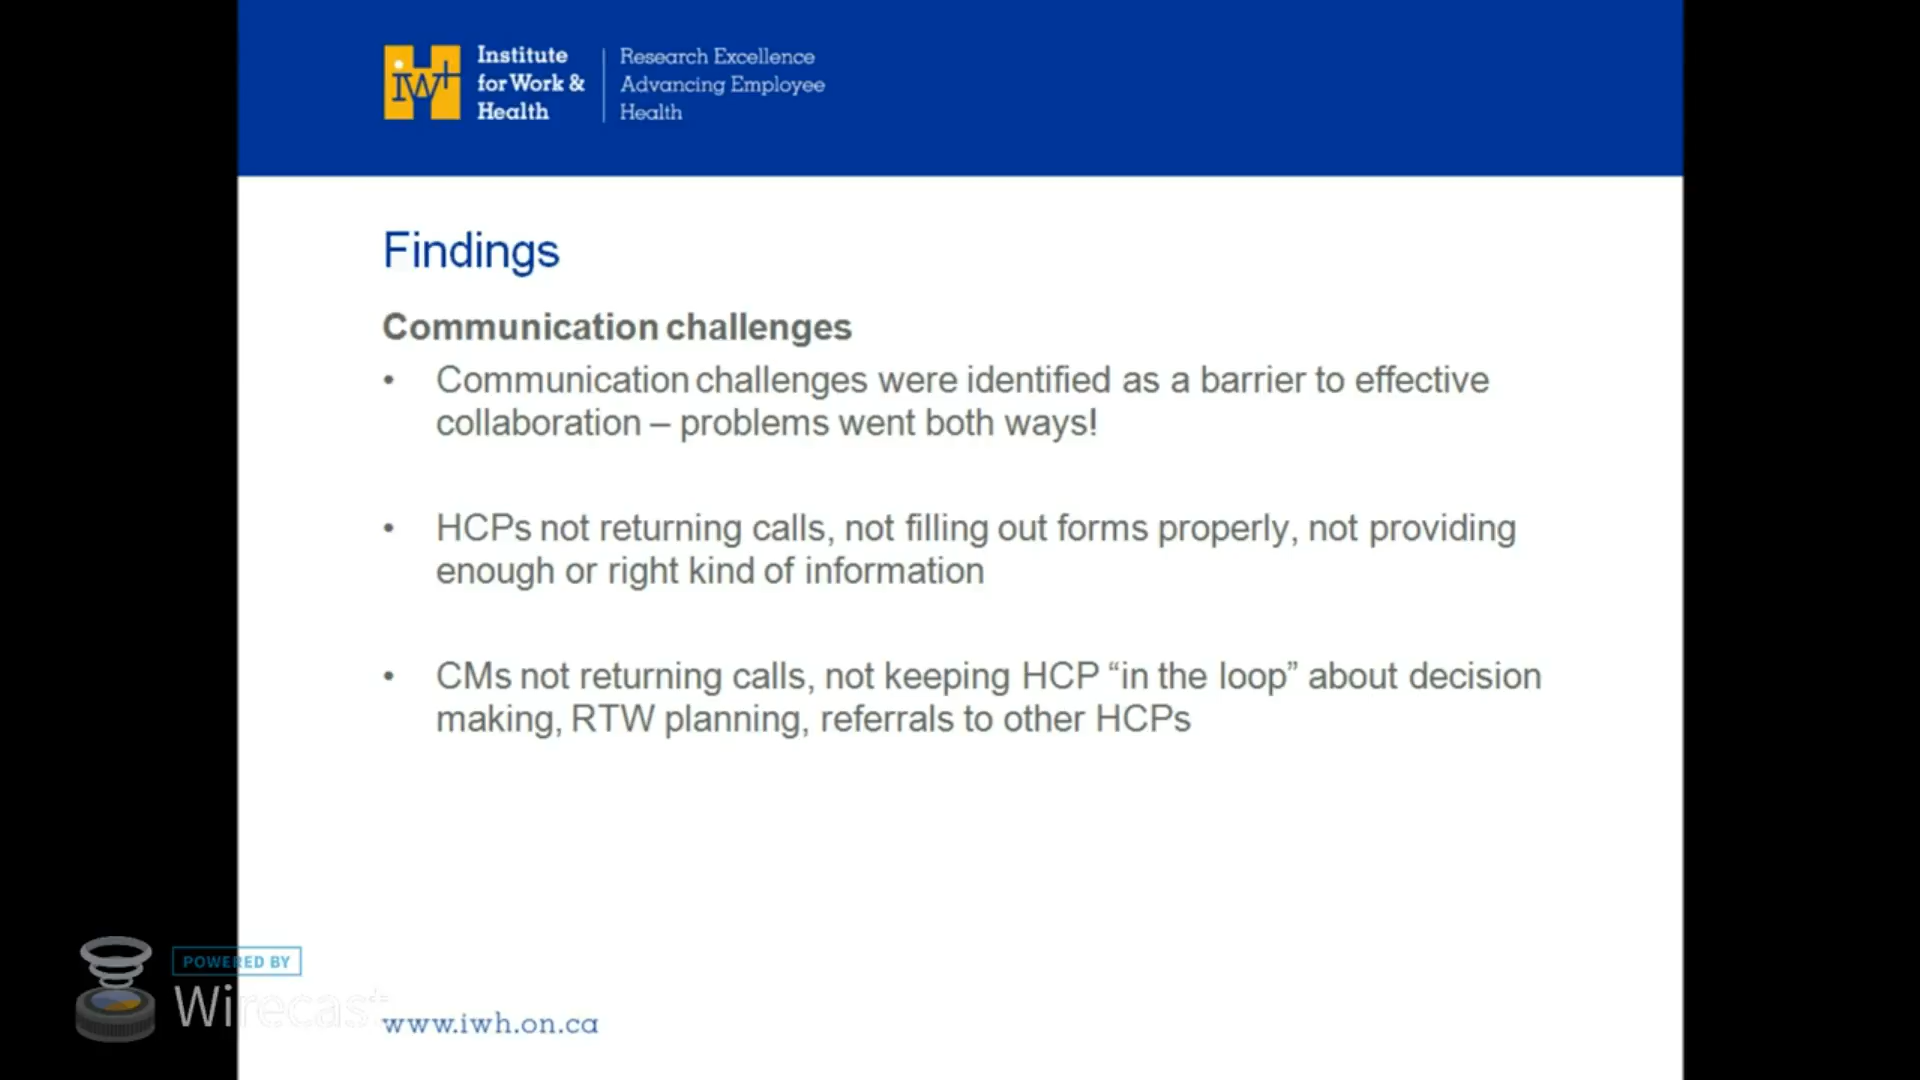 iw+
Institute
for Work &
Health
Research Excellence
Advancing Employee
Health
Findings
Communication challenges
• Communication challenges were identified as a barrier to effective
collaboration – problems went both ways!
• HCPs not returning calls, not filling out forms properly, not providing
enough or right kind of information
• CMs not returning calls, not keeping HCP “in the loop” about decision
making, RTW planning, referrals to other HCPs
POWERED BY
Wirecast
www.iwh.on.ca